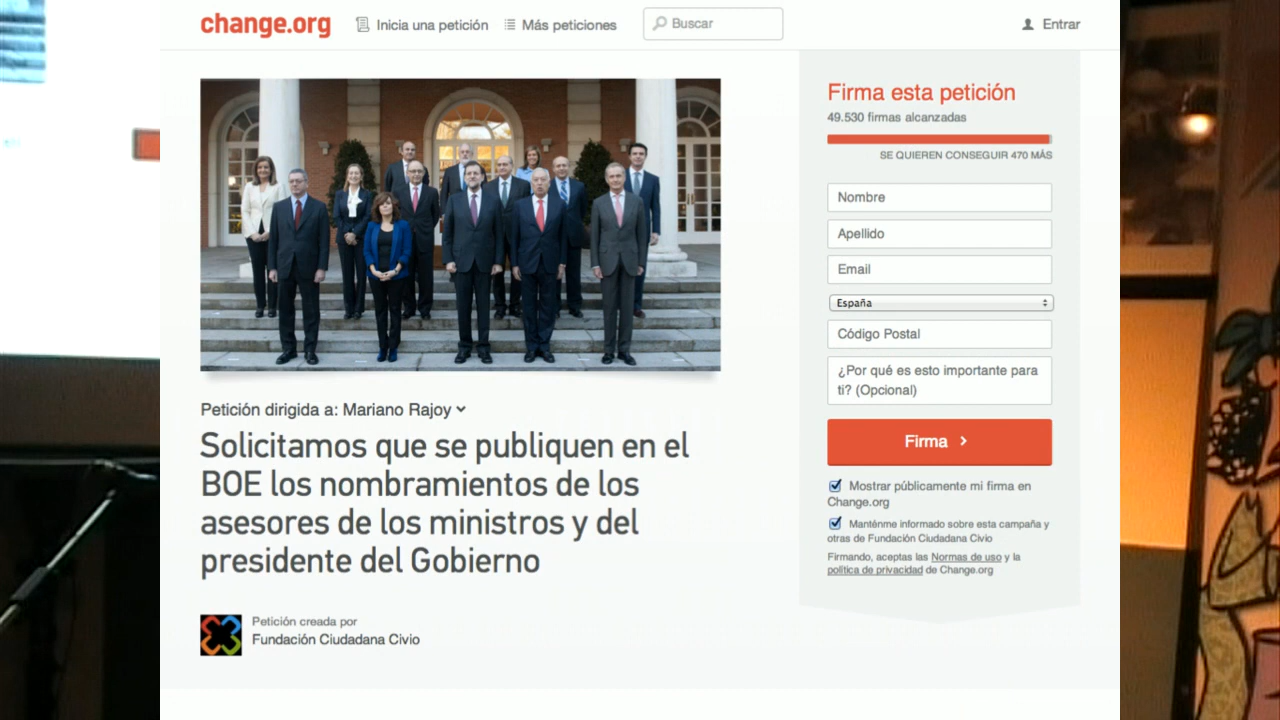 change.org
Inicia una petición
Más peticiones
Buscar
Entrar
Firma esta petición
49.530 firmas alcanzadas
SE QUIEREN CONSEGUIR 470 MÁS
Nombre
Apellido
Email
España
Código Postal
¿Por qué es esto importante para
ti? (Opcional)
Firma
Mostrar públicamente mi firma en
Change.org
Manténme informado sobre esta campaña y
otras de Fundación Ciudadana Civio
Firmando, aceptas las Normas de uso y la
política de privacidad de Change.org
Petición dirigida a: Mariano Rajoy
Solicitamos que se publiquen en el
BOE los nombramientos de los
asesores de los ministros y del
presidente del Gobierno
Petición creada por
Fundación Ciudadana Civio